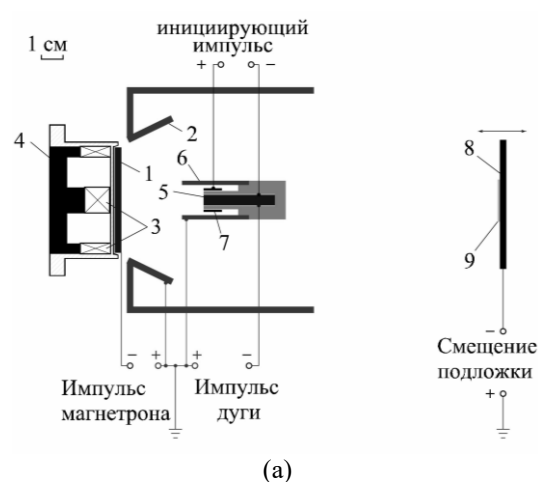 1 см
инициирующий
импульс
+ −
4
2
1
6
5
3
7
8
9
− + + −
Импульс
магнетрона
Импульс
дуги
−
Смещение
подложки
+
(а)